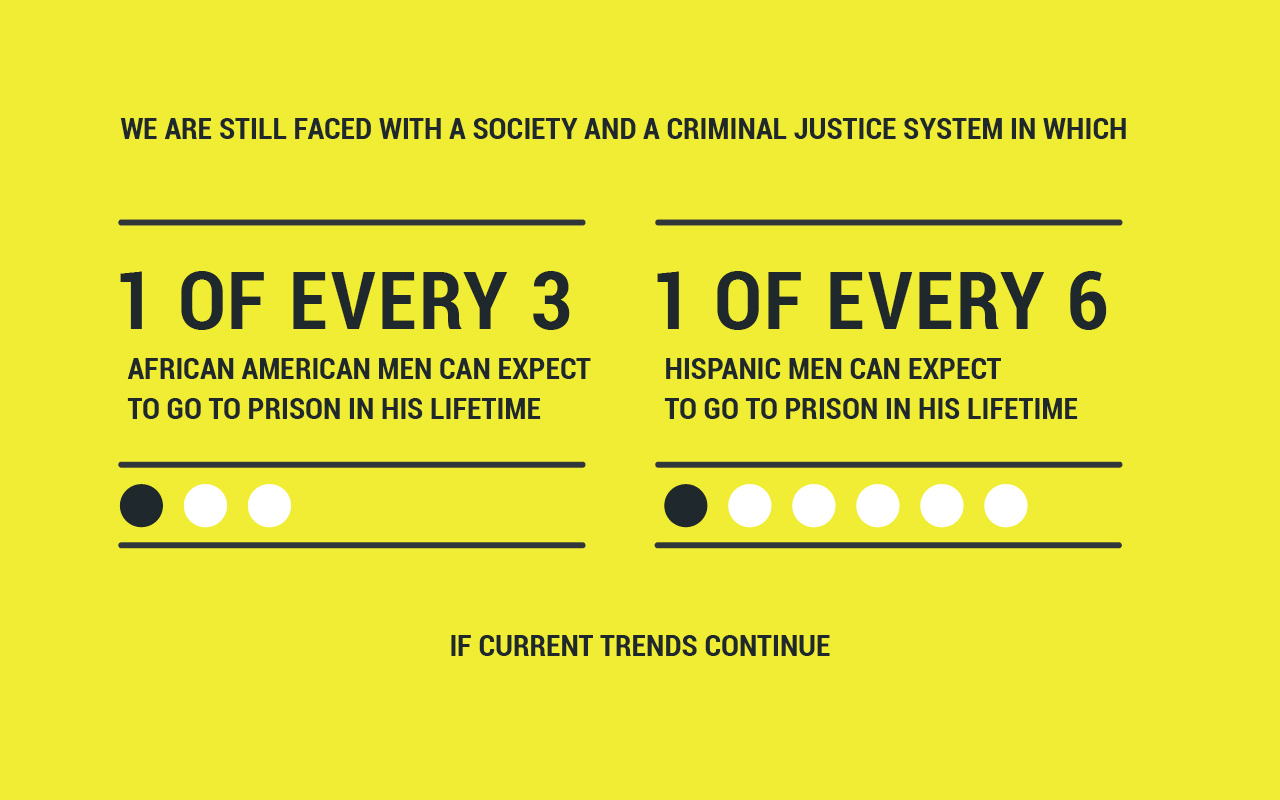 WE ARE STILL FACED WITH A SOCIETY AND A CRIMINAL JUSTICE SYSTEM IN WHICH
1 OF EVERY 3
AFRICAN AMERICAN MEN CAN EXPECT
TO GO TO PRISON IN HIS LIFETIME
1 OF EVERY 6
HISPANIC MEN CAN EXPECT
TO GO TO PRISON IN HIS LIFETIME
IF CURRENT TRENDS CONTINUE